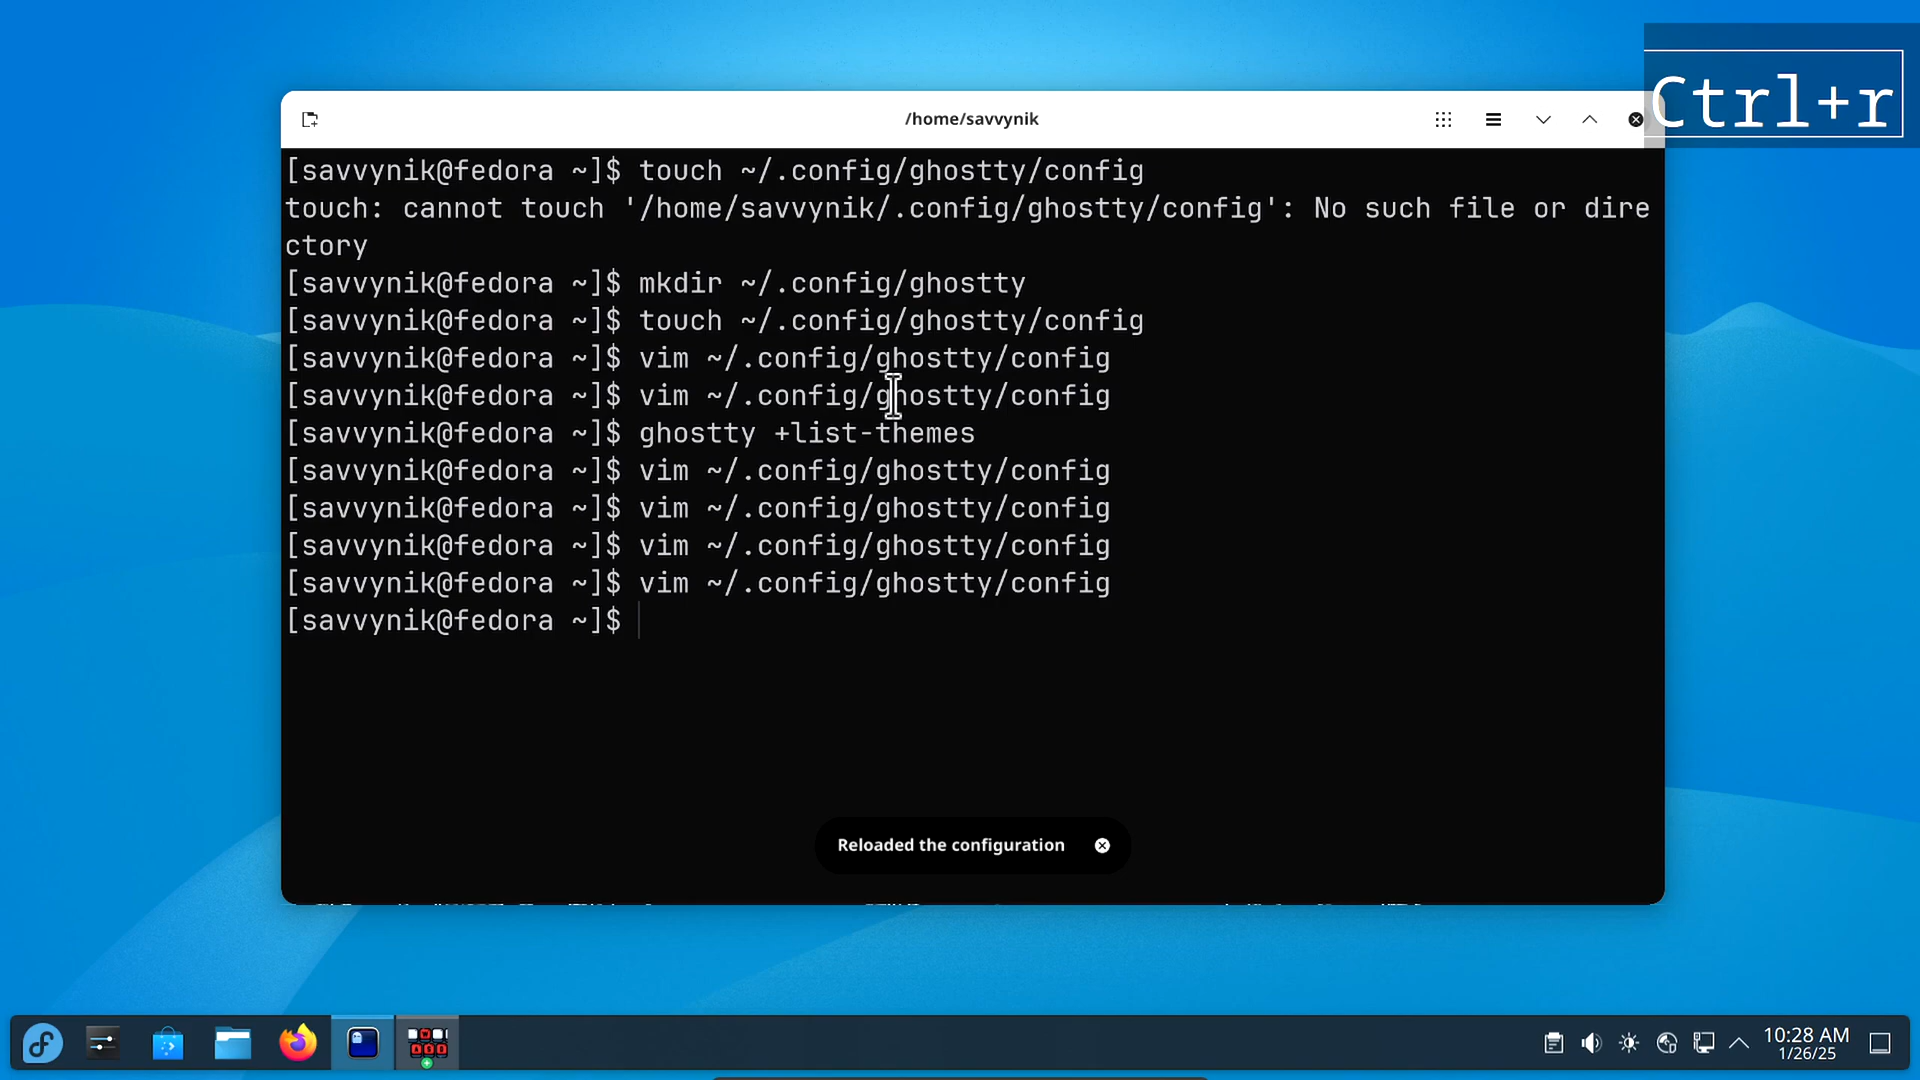 Ctrl+r
/home/savvynik
[savvynik@fedora ~]$ touch ~/.config/ghostty/config
touch: cannot touch '/home/savvynik/.config/ghostty/config': No such file or dire
ctory
[savvynik@fedora ~]$ mkdir ~/.config/ghostty
[savvynik@fedora ~]$ touch ~/.config/ghostty/config
[savvynik@fedora ~]$ vim ~/.config/ghostty/config
[savvynik@fedora ~]$ vim ~/.config/ghostty/config
[savvynik@fedora ~]$ ghostty +list-themes
[savvynik@fedora ~]$ vim ~/.config/ghostty/config
[savvynik@fedora ~]$ vim ~/.config/ghostty/config
[savvynik@fedora ~]$ vim ~/.config/ghostty/config
[savvynik@fedora ~]$ vim ~/.config/ghostty/config
[savvynik@fedora ~]$
Reloaded the configuration
10:28 AM
1/26/25